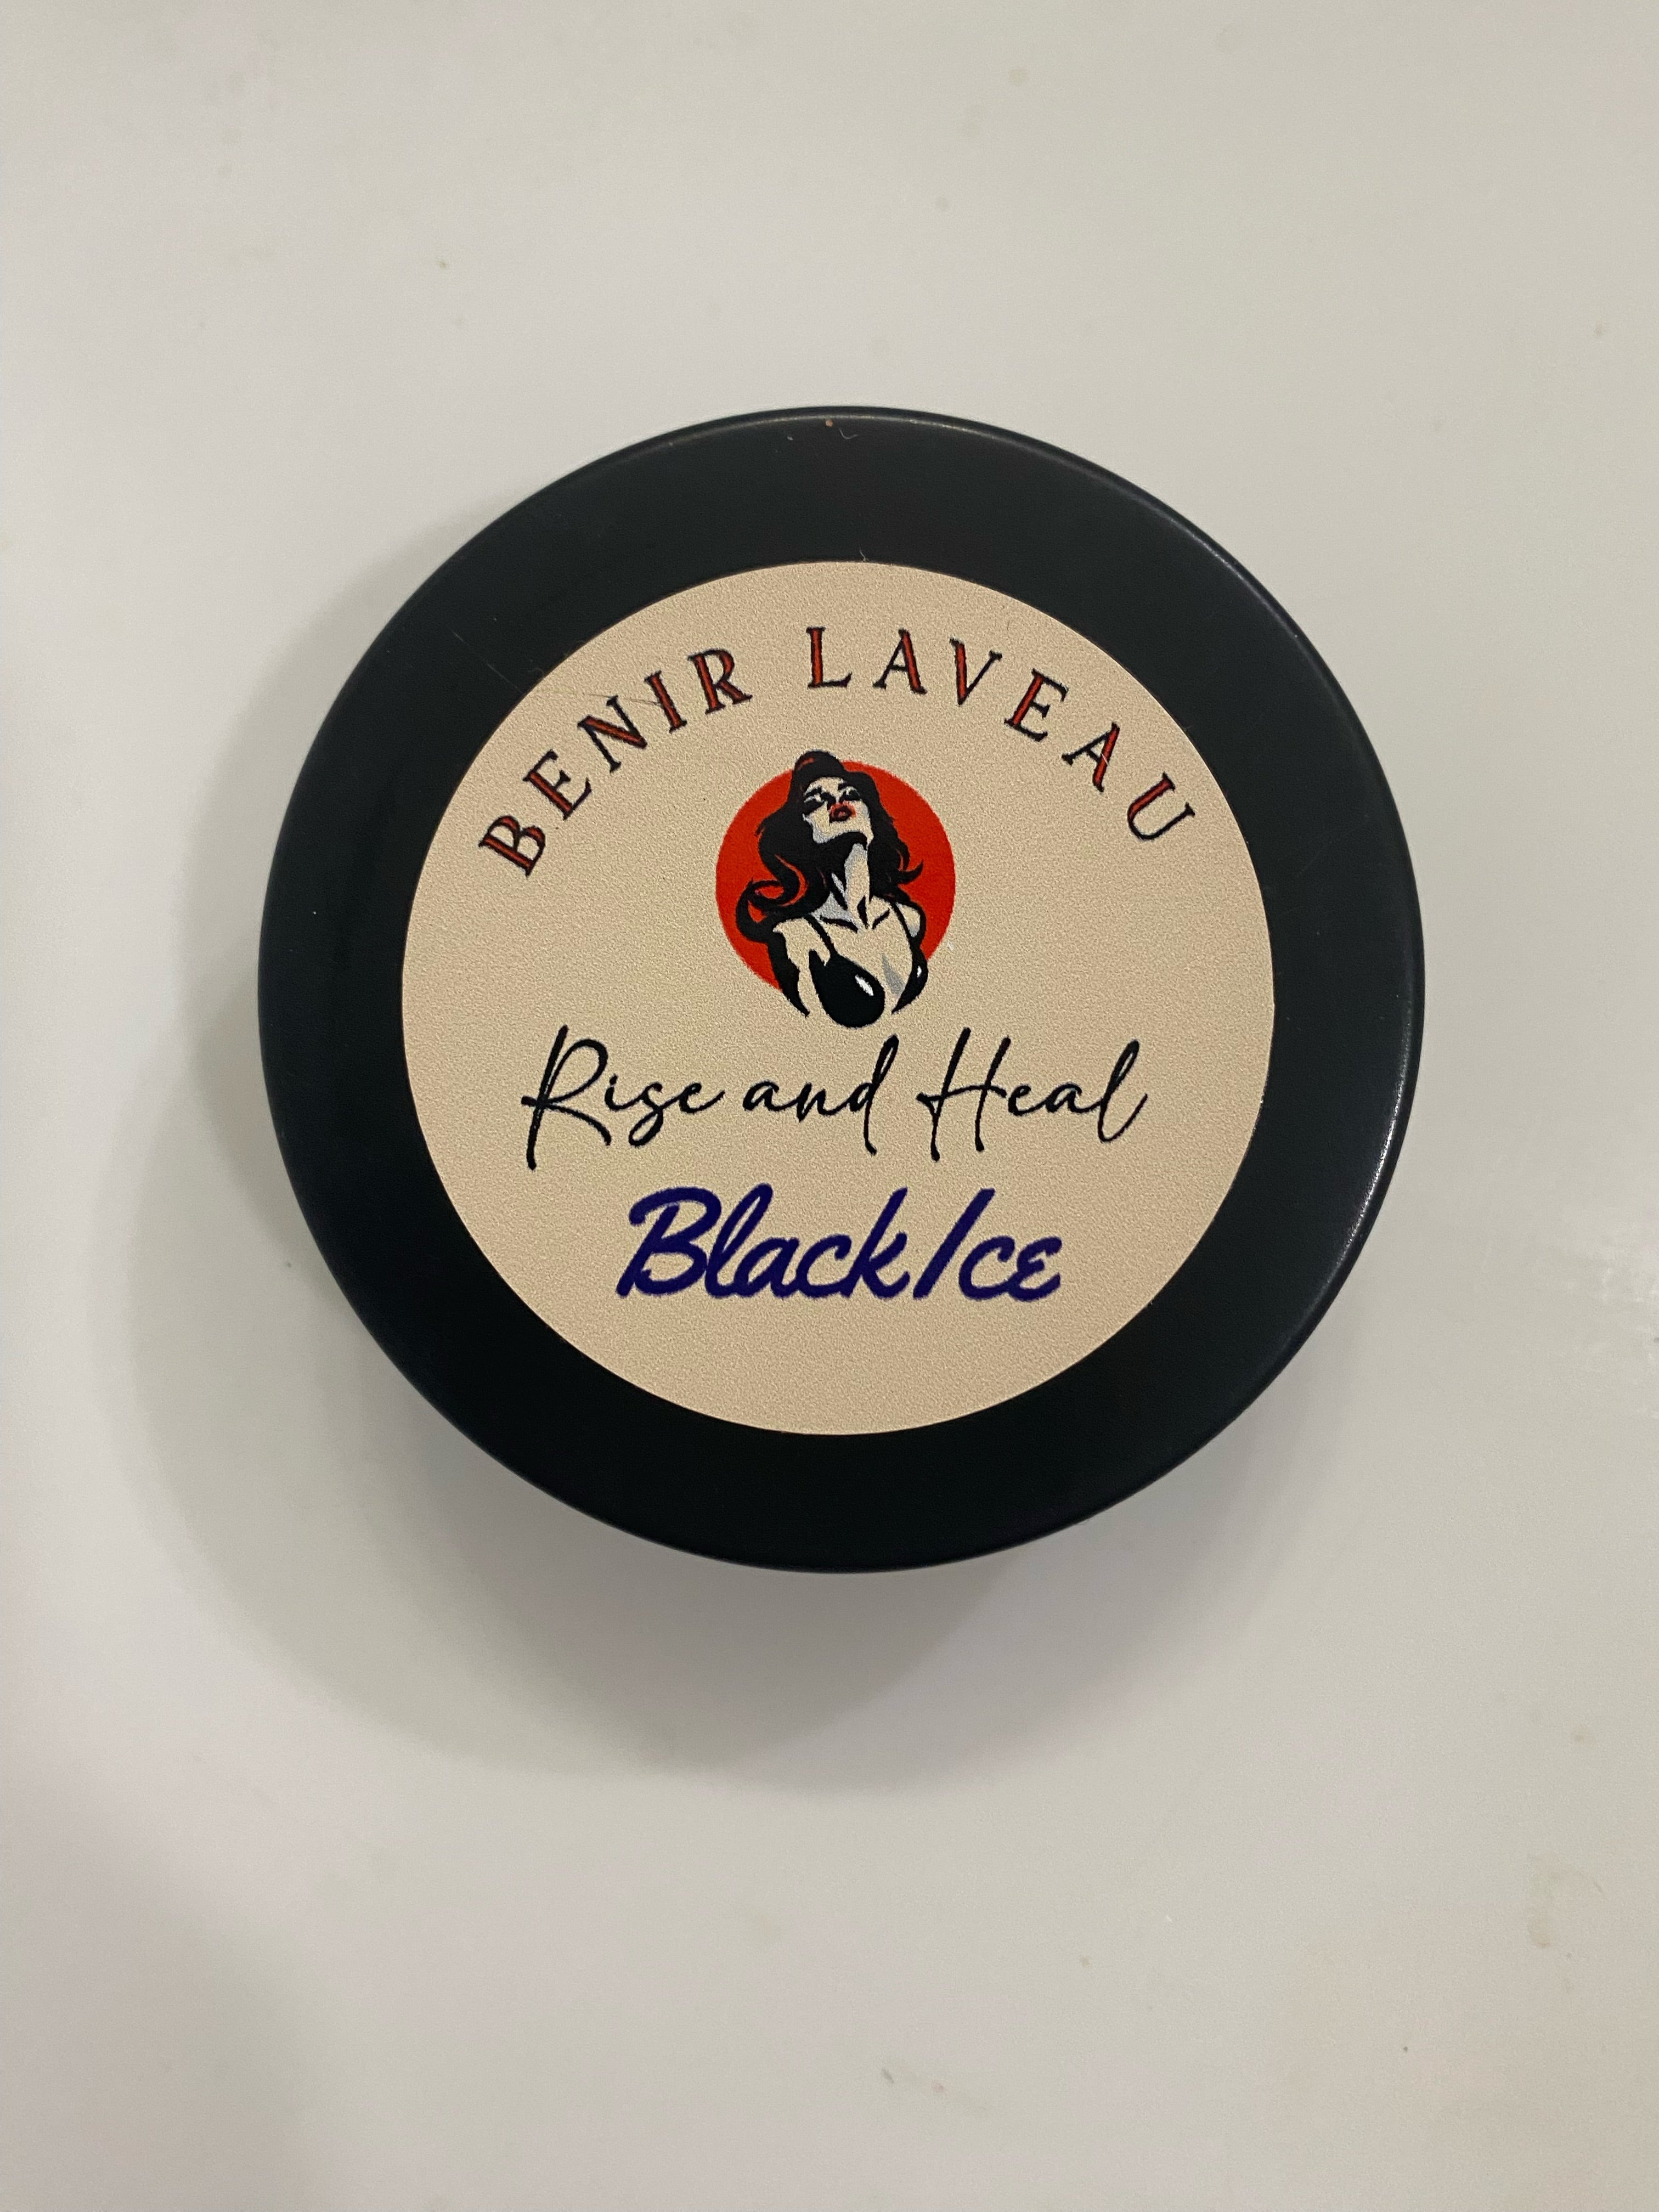 BENIR LAVEAU
Rise and Heal
Black Ice